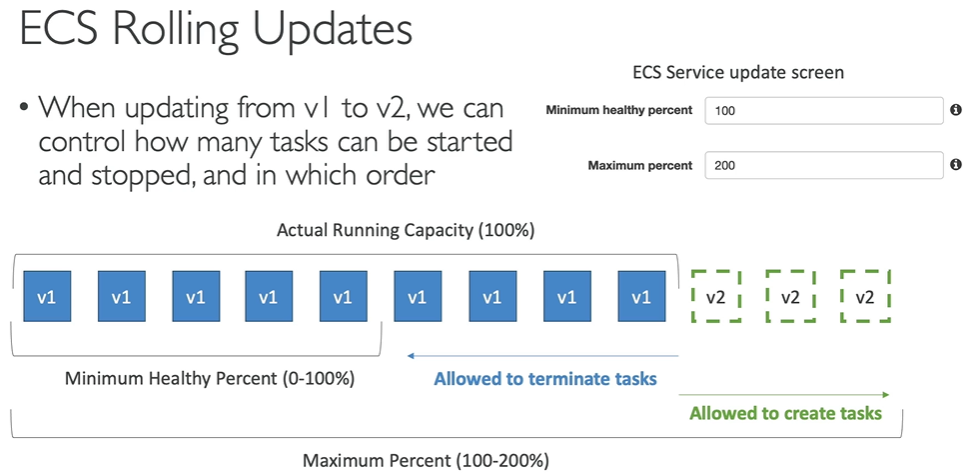 ECS Rolling Updates
• When updating from v1 to v2, we can
control how many tasks can be started
and stopped, and in which order
ECS Service update screen
Minimum healthy percent 100
Maximum percent 200
Actual Running Capacity (100%)
v1 v1 v1 v1 v1 v1 v1 v1 v1 v2 v2 v2
Minimum Healthy Percent (0-100%)
Allowed to terminate tasks
Allowed to create tasks
Maximum Percent (100-200%)